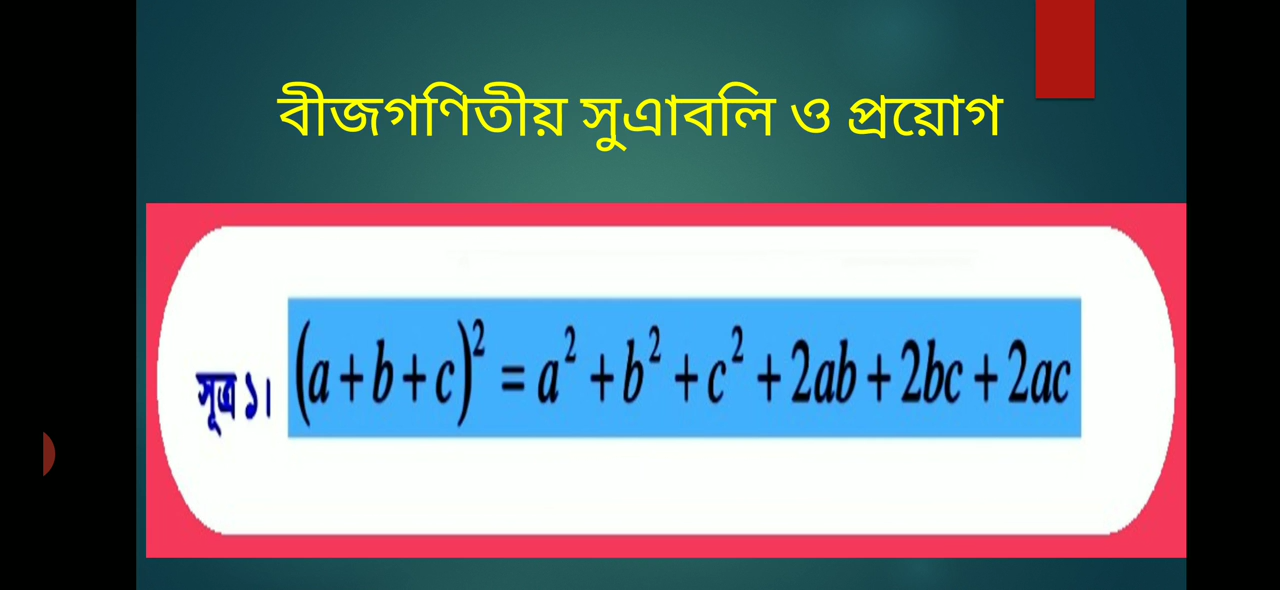 বীজগণিতীয় সুএাবলি ও প্রয়োগ
সূত্র ১। (a+b+c)² = a² + b² + c² + 2ab + 2bc + 2ac